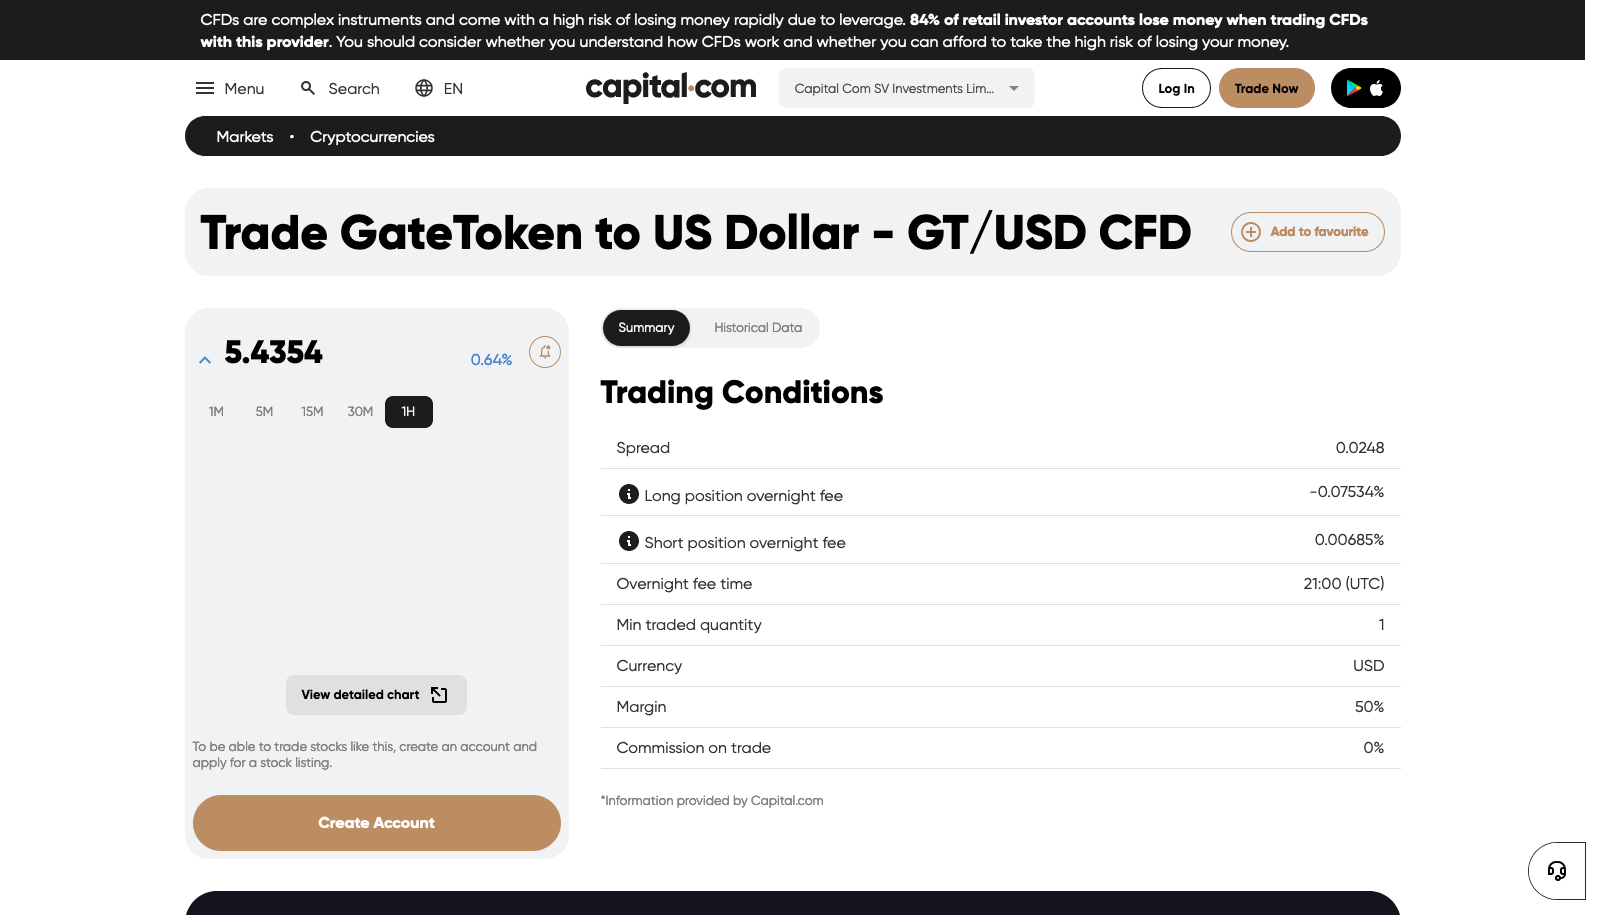 CFDs are complex instruments and come with a high risk of losing money rapidly due to leverage. 84% of retail investor accounts lose money when trading CFDs
with this provider. You should consider whether you understand how CFDs work and whether you can afford to take the high risk of losing your money.
Menu Search EN capital.com Capital Com SV Investments Lim... Log In Trade Now
Markets • Cryptocurrencies
Trade GateToken to US Dollar - GT/USD CFD
Add to favourite
5.4354 0.64%
1M 5M 15M 30M 1H
View detailed chart
To be able to trade stocks like this, create an account and
apply for a stock listing.
Create Account
Summary Historical Data
Trading Conditions
Spread 0.0248
Long position overnight fee -0.07534%
Short position overnight fee 0.00685%
Overnight fee time 21:00 (UTC)
Min traded quantity 1
Currency USD
Margin 50%
Commission on trade 0%
*Information provided by Capital.com